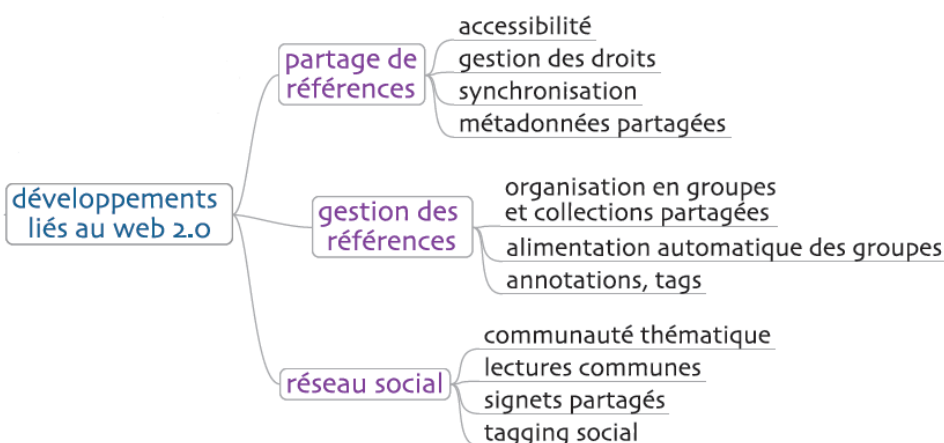 développements
liés au web 2.0
partage de
références
accessibilité
gestion des droits
synchronisation
métadonnées partagées
gestion des
références
organisation en groupes
et collections partagées
alimentation automatique des groupes
annotations, tags
réseau social
communauté thématique
lectures communes
signets partagés
tagging social